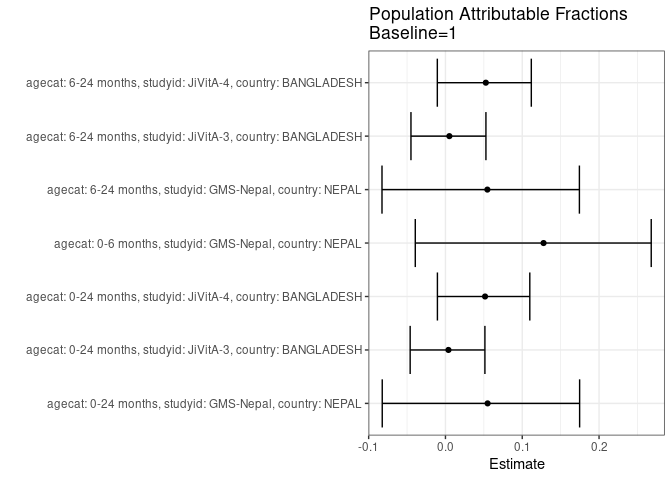 Population Attributable Fractions
Baseline=1
agecat: 6-24 months, studyid: JiVitA-4, country: BANGLADESH
agecat: 6-24 months, studyid: JiVitA-3, country: BANGLADESH
agecat: 6-24 months, studyid: GMS-Nepal, country: NEPAL
agecat: 0-6 months, studyid: GMS-Nepal, country: NEPAL
agecat: 0-24 months, studyid: JiVitA-4, country: BANGLADESH
agecat: 0-24 months, studyid: JiVitA-3, country: BANGLADESH
agecat: 0-24 months, studyid: GMS-Nepal, country: NEPAL
-0.1 0.0 0.1 0.2
Estimate